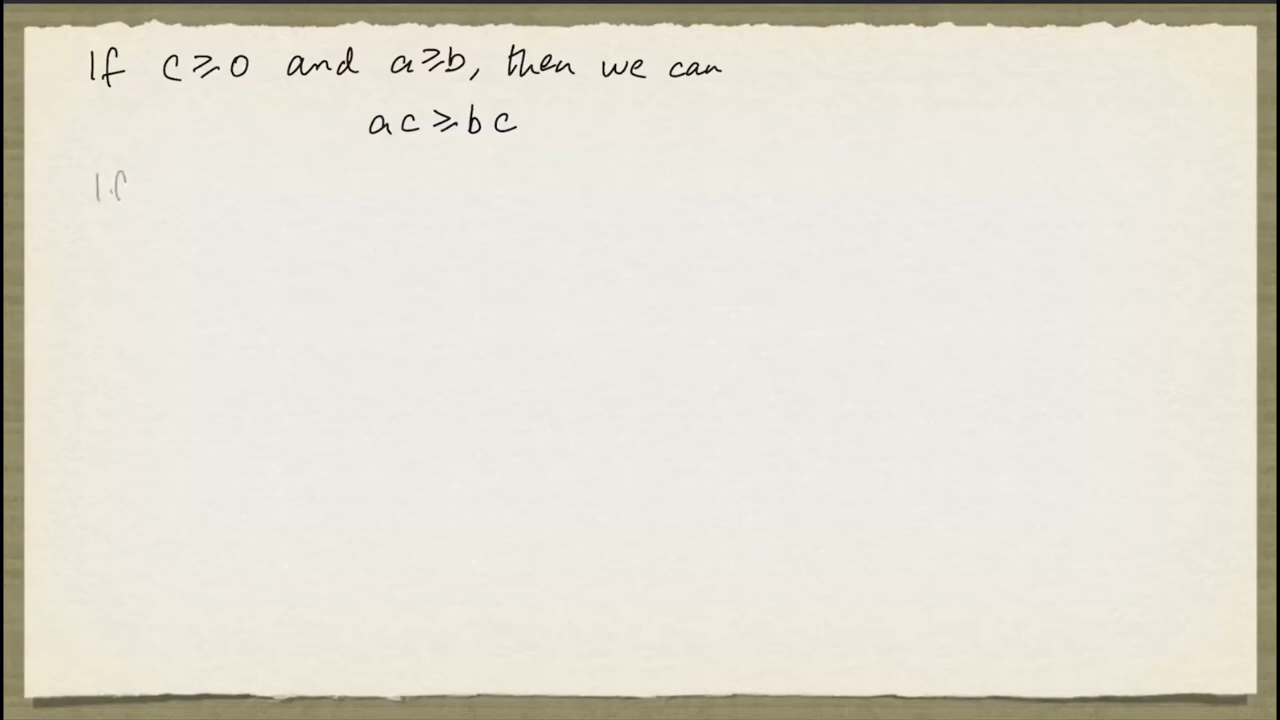 If c ⩾ 0 and a ⩾ b, then we can
ac ⩾ bc
If